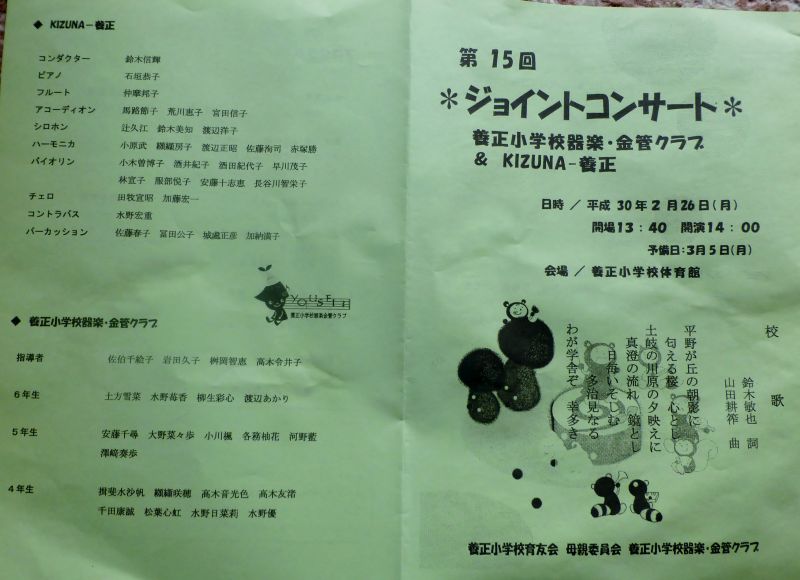 ◆ KIZUNA-養正
コンダクター 鈴木信輝
ピアノ 石垣恭子
フルート 仲摩邦子
アコーディオン 馬路節子 荒川恵子 宮田信子
シロホン 辻久江 鈴木美知 渡辺洋子
ハーモニカ 小原武 纐纈房子 渡辺正昭 佐藤洵司 赤塚勝
バイオリン 小木曽博子 酒井紀子 酒田紀代子 早川茂子
林宣子 服部悦子 安藤十志恵 長谷川智栄子
チェロ 田牧宣昭 加藤宏一
コントラバス 水野宏重
パーカッション 佐藤春子 冨田公子 城處正彦 加納満子
養正小学校器楽・金管クラブ
◆ 養正小学校器楽・金管クラブ
指導者 佐伯千絵子 岩田久子 桝岡智恵 高木令井子
6年生 土方雪菜 水野苺香 柳生彩心 渡辺あかり
5年生 安藤千尋 大野菜々歩 小川楓 各務柚花 河野藍
澤崎奏歩
4年生 揖斐水沙帆 纐纈咲穂 高木音光色 高木友渚
千田康誠 松葉心虹 水野日菜莉 水野優
第15回
*ジョイントコンサート*
養正小学校器楽・金管クラブ
& KIZUNA-養正
日時 / 平成30年2月26日(月)
開場13:40 開演14:00
予備日:3月5日(月)
会場 / 養正小学校体育館
校歌
鈴木敏也 詞
山田耕筰 曲
平野が丘の朝影に
匂える桜 心とし
土岐の川原の夕映えに
真澄の流れ 鏡とし
日毎いそしむ
多治見なる
わが学舎ぞ 幸多き
養正小学校育友会 母親委員会 養正小学校器楽・金管クラブ